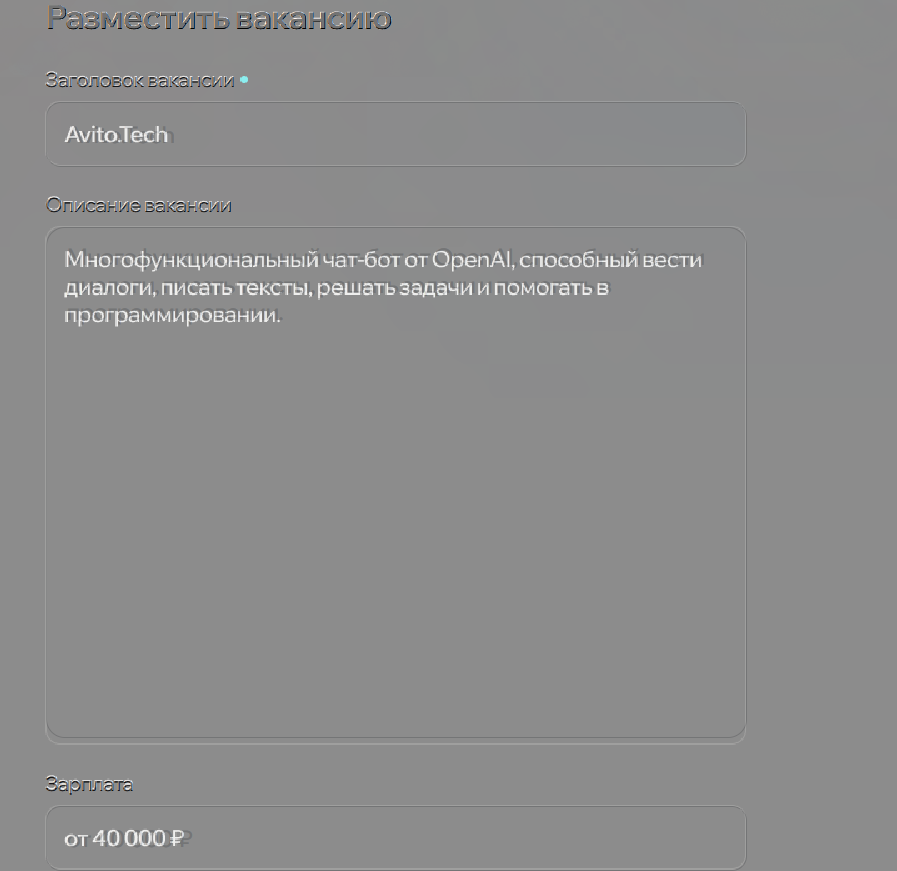 Разместить вакансию
Заголовок вакансии
Avito.Tech
Описание вакансии
Многофункциональный чат-бот от OpenAI, способный вести
диалоги, писать тексты, решать задачи и помогать в
программировании.
Зарплата
от 40 000 ₽